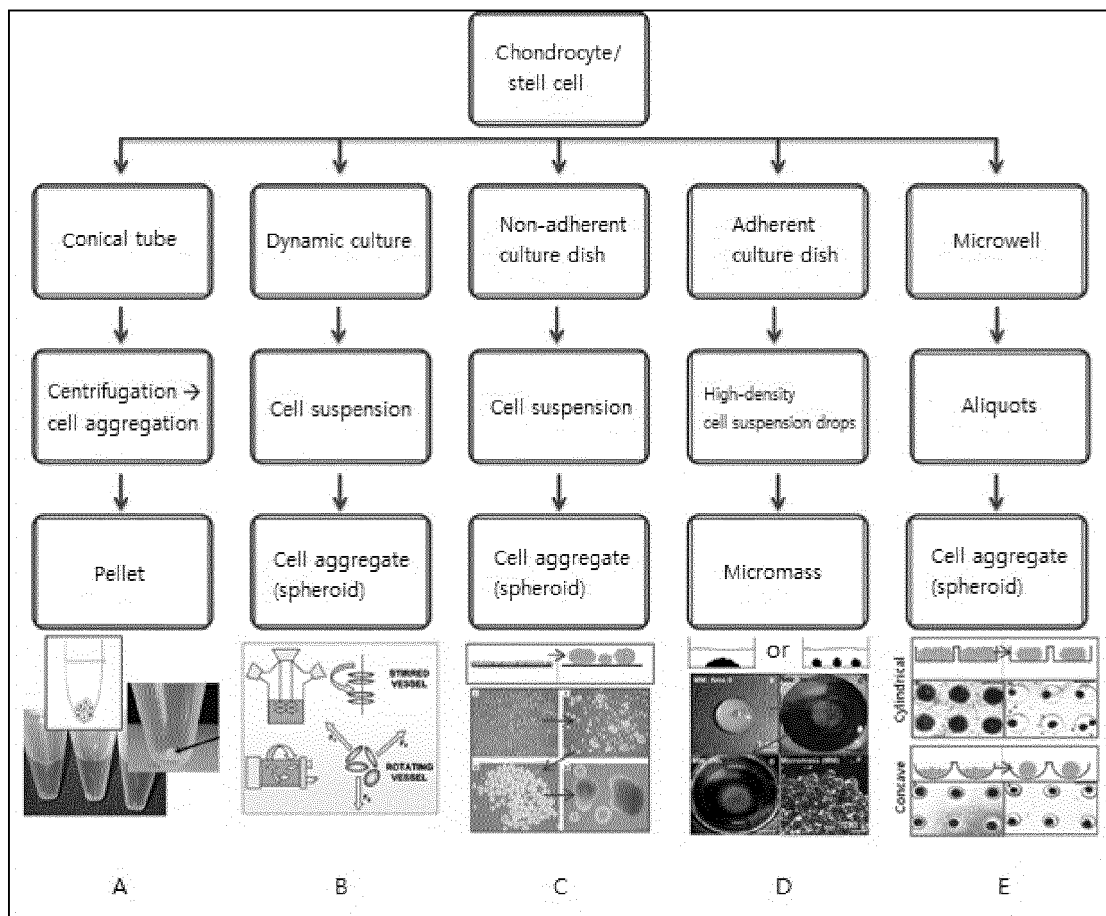 Chondrocyte/
stell cell
Conical tube
Dynamic culture
Non-adherent
culture dish
Adherent
culture dish
Microwell
Centrifugation →
cell aggregation
Cell suspension
Cell suspension
High-density
cell suspension drops
Aliquots
Pellet
Cell aggregate
(spheroid)
Cell aggregate
(spheroid)
Micromass
Cell aggregate
(spheroid)
STIRRED
VESSEL
ROTATING
VESSEL
or
Cylindrical
Concave
A
B
C
D
E